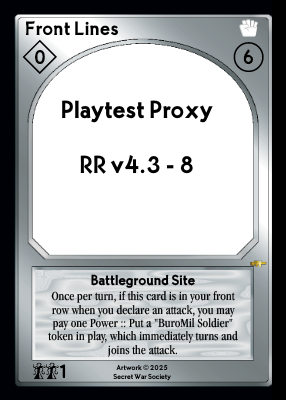 Front Lines
0
6
Playtest Proxy
RR v4.3 - 8
Battleground Site
Once per turn, if this card is in your front
row when you declare an attack, you may
pay one Power :: Put a "BuroMil Soldier"
token in play, which immediately turns and
joins the attack.
1
Artwork © 2025
Secret War Society